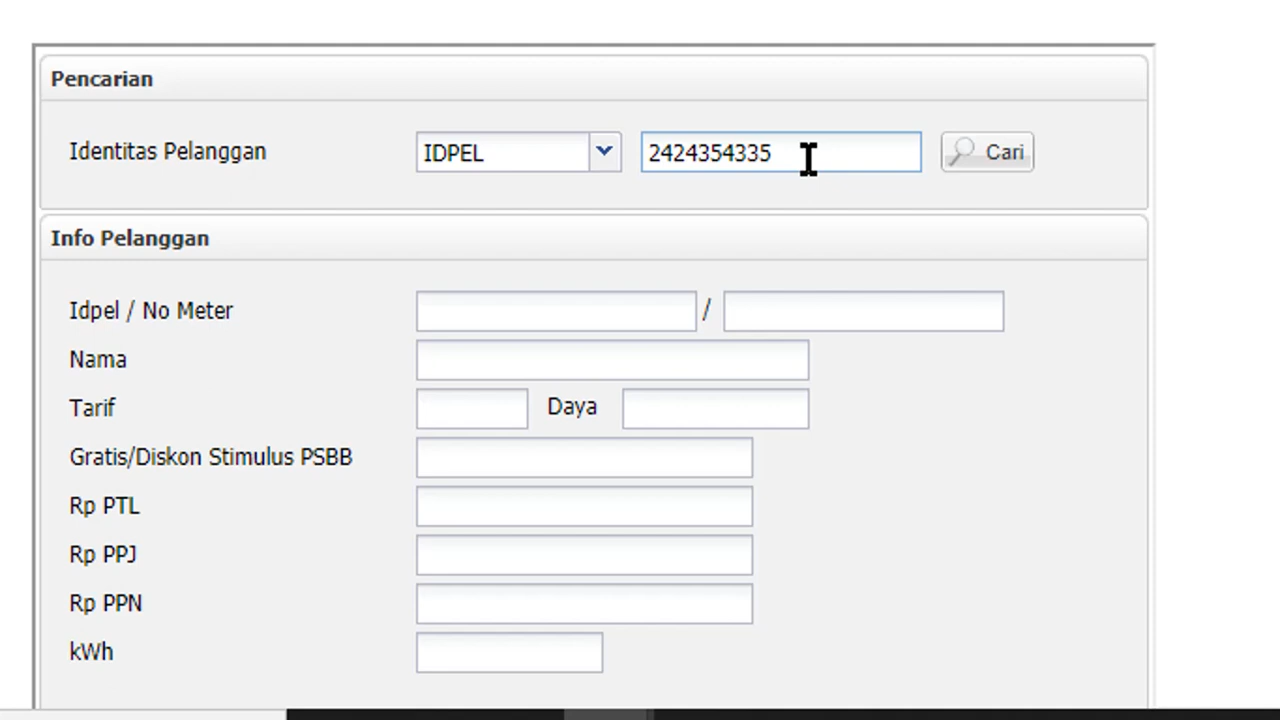 Pencarian
Identitas Pelanggan IDPEL 2424354335 Cari
Info Pelanggan
Idpel / No Meter /
Nama
Tarif Daya
Gratis/Diskon Stimulus PSBB
Rp PTL
Rp PPJ
Rp PPN
kWh